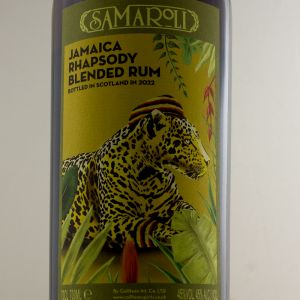 SAMAROLI
JAMAICA
RHAPSODY
BLENDED RUM
BOTTLED IN SCOTLAND IN 2022